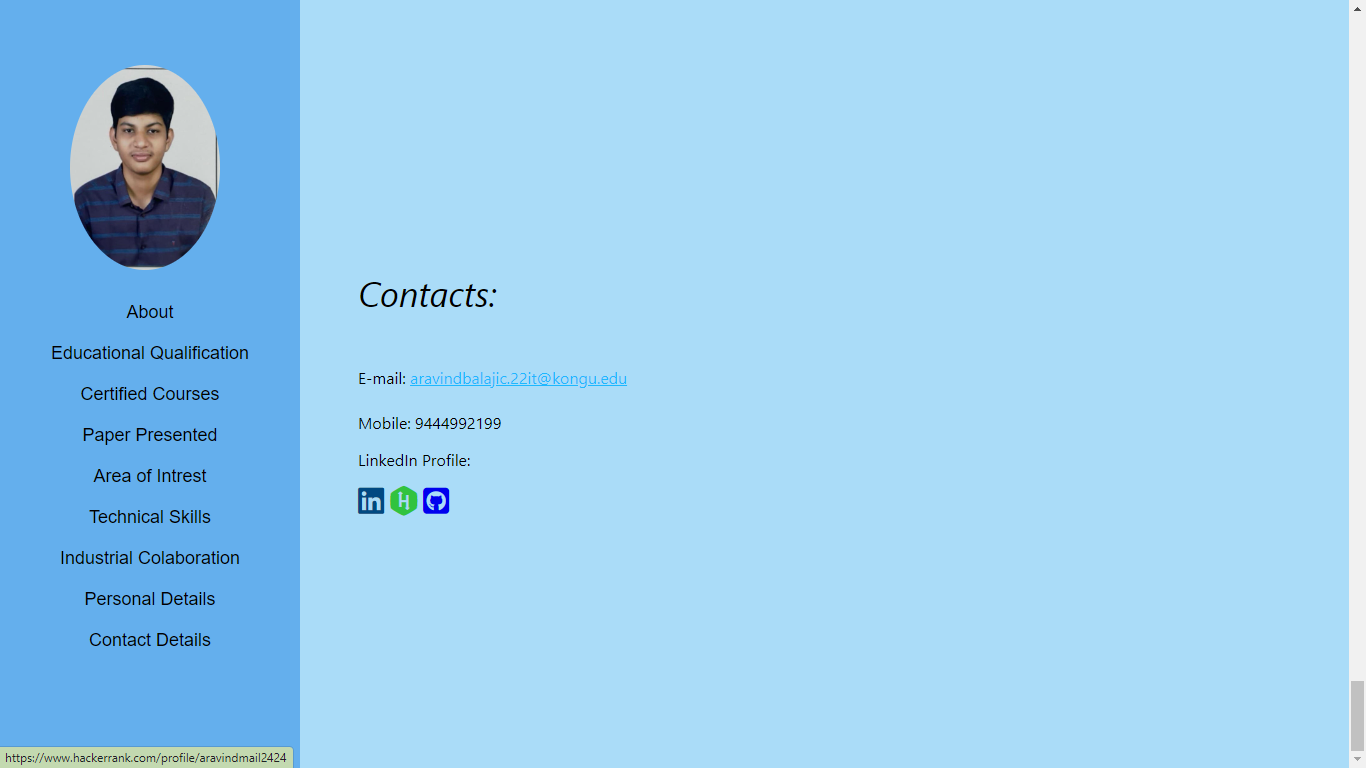 About
Educational Qualification
Certified Courses
Paper Presented
Area of Intrest
Technical Skills
Industrial Colaboration
Personal Details
Contact Details
Contacts:
E-mail: aravindbalajic.22it@kongu.edu
Mobile: 9444992199
LinkedIn Profile:
in H
https://www.hackerrank.com/profile/aravindmail2424